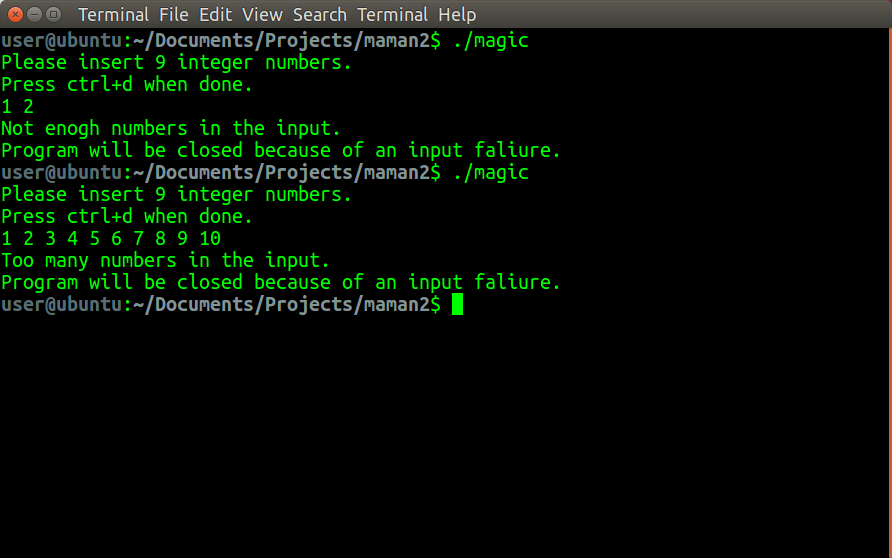 Terminal File Edit View Search Terminal Help
user@ubuntu:~/Documents/Projects/maman2$ ./magic
Please insert 9 integer numbers.
Press ctrl+d when done.
1 2
Not enogh numbers in the input.
Program will be closed because of an input faliure.
user@ubuntu:~/Documents/Projects/maman2$ ./magic
Please insert 9 integer numbers.
Press ctrl+d when done.
1 2 3 4 5 6 7 8 9 10
Too many numbers in the input.
Program will be closed because of an input faliure.
user@ubuntu:~/Documents/Projects/maman2$